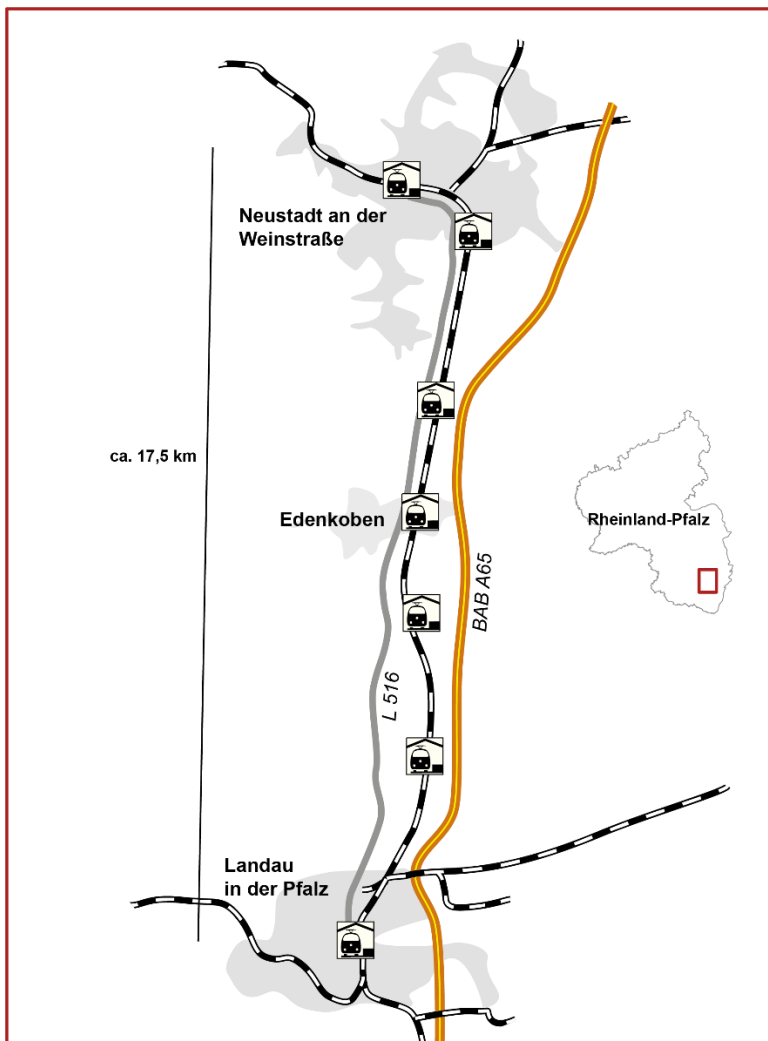 Neustadt an der
Weinstraße
ca. 17,5 km
Edenkoben
Rheinland-Pfalz
BAB A65
L 516
Landau
in der Pfalz